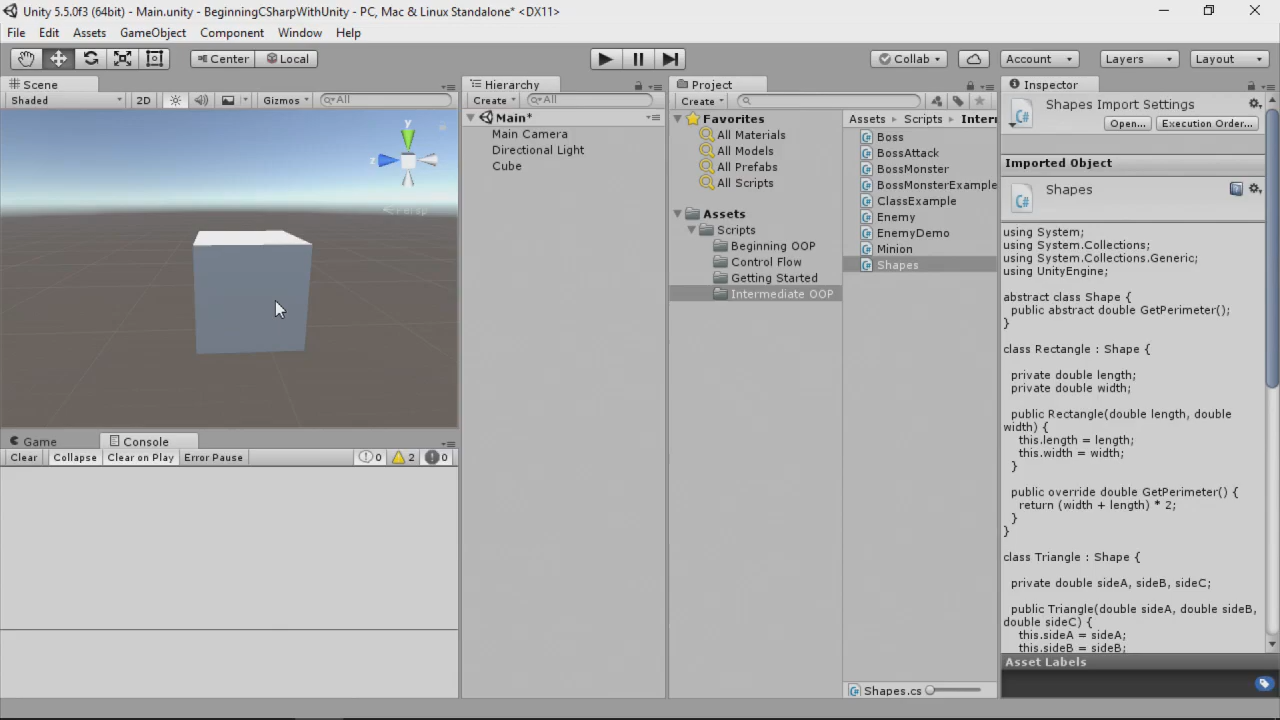 Unity 5.5.0f3 (64bit) - Main.unity - BeginningCSharpWithUnity - PC, Mac & Linux Standalone* <DX11>
File Edit Assets GameObject Component Window Help
Center Local Collab Account Layers Layout
Scene
Shaded 2D Gizmos All
y
z
Persp
Game Console
Clear Collapse Clear on Play Error Pause 0 2 0
Hierarchy
Create All
Main*
Main Camera
Directional Light
Cube
Project
Create
Favorites
All Materials
All Models
All Prefabs
All Scripts
Assets
Scripts
Beginning OOP
Control Flow
Getting Started
Intermediate OOP
Assets Scripts Inter
Boss
BossAttack
BossMonster
BossMonsterExample
ClassExample
Enemy
EnemyDemo
Minion
Shapes
Shapes.cs
Inspector
C#
Shapes Import Settings
Open... Execution Order...
Imported Object
C#
Shapes
using System;
using System.Collections;
using System.Collections.Generic;
using UnityEngine;
abstract class Shape {
public abstract double GetPerimeter();
}
class Rectangle : Shape {
private double length;
private double width;
public Rectangle(double length, double
width) {
this.length = length;
this.width = width;
}
public override double GetPerimeter() {
return (width + length) * 2;
}
}
class Triangle : Shape {
private double sideA, sideB, sideC;
public Triangle(double sideA, double sideB,
double sideC) {
this.sideA = sideA;
this.sideB = sideB;
Asset Labels